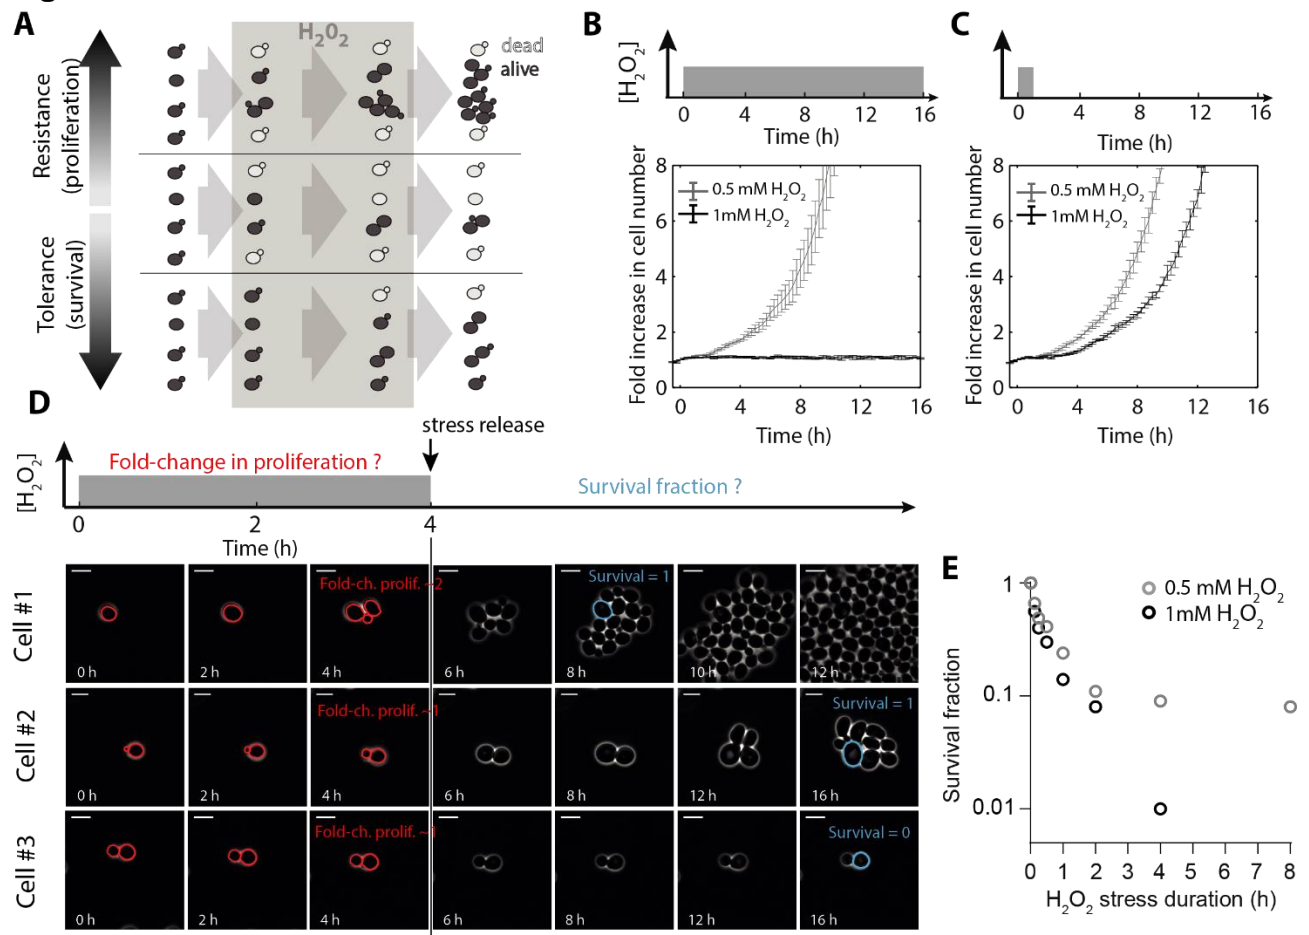 A
H₂0₂
dead
alive
Resistance
(proliferation)
Tolerance
(survival)
B
[H₂O₂]
0 4 8 12 16
Time (h)
8
6
4
2
0
Fold increase in cell number
0.5 mM H₂O₂
1mM H₂O₂
0 4 8 12 16
Time (h)
C
[H₂O₂]
0 4 8 12 16
Time (h)
8
6
4
2
0
Fold increase in cell number
0.5 mM H₂O₂
1mM H₂O₂
0 4 8 12 16
Time (h)
D
stress release
[H₂O₂]
Fold-change in proliferation ?
Survival fraction ?
0 2 4
Time (h)
Cell #1
Fold-ch. prolif. ~2
Survival = 1
0 h 2 h 4 h 6 h 8 h 10 h 12 h
Cell #2
Fold-ch. prolif. ~1
Survival = 1
0 h 2 h 4 h 6 h 8 h 12 h 16 h
Cell #3
Fold-ch. prolif. ~1
Survival = 0
0 h 2 h 4 h 6 h 8 h 12 h 16 h
E
Survival fraction
1
0.1
0.01
0.5 mM H₂O₂
1mM H₂O₂
0 1 2 3 4 5 6 7 8
H₂O₂ stress duration (h)